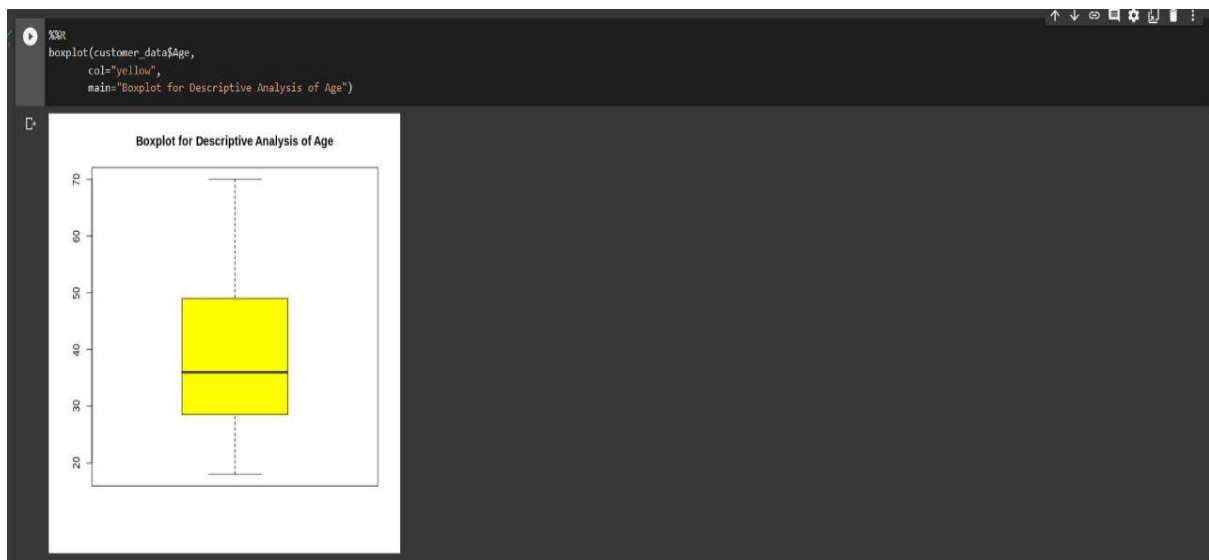 %%R
boxplot(customer_data$Age,
col="yellow",
main="Boxplot for Descriptive Analysis of Age")
Boxplot for Descriptive Analysis of Age
70
60
50
40
30
20